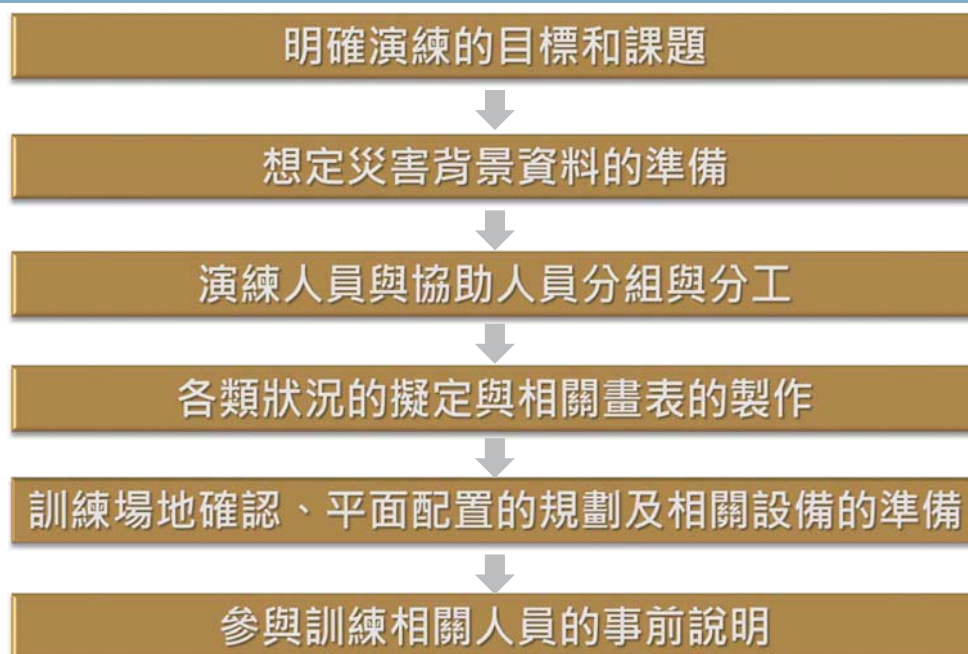 明確演練的目標和課題
想定災害背景資料的準備
演練人員與協助人員分組與分工
各類狀況的擬定與相關畫表的製作
訓練場地確認、平面配置的規劃及相關設備的準備
參與訓練相關人員的事前說明